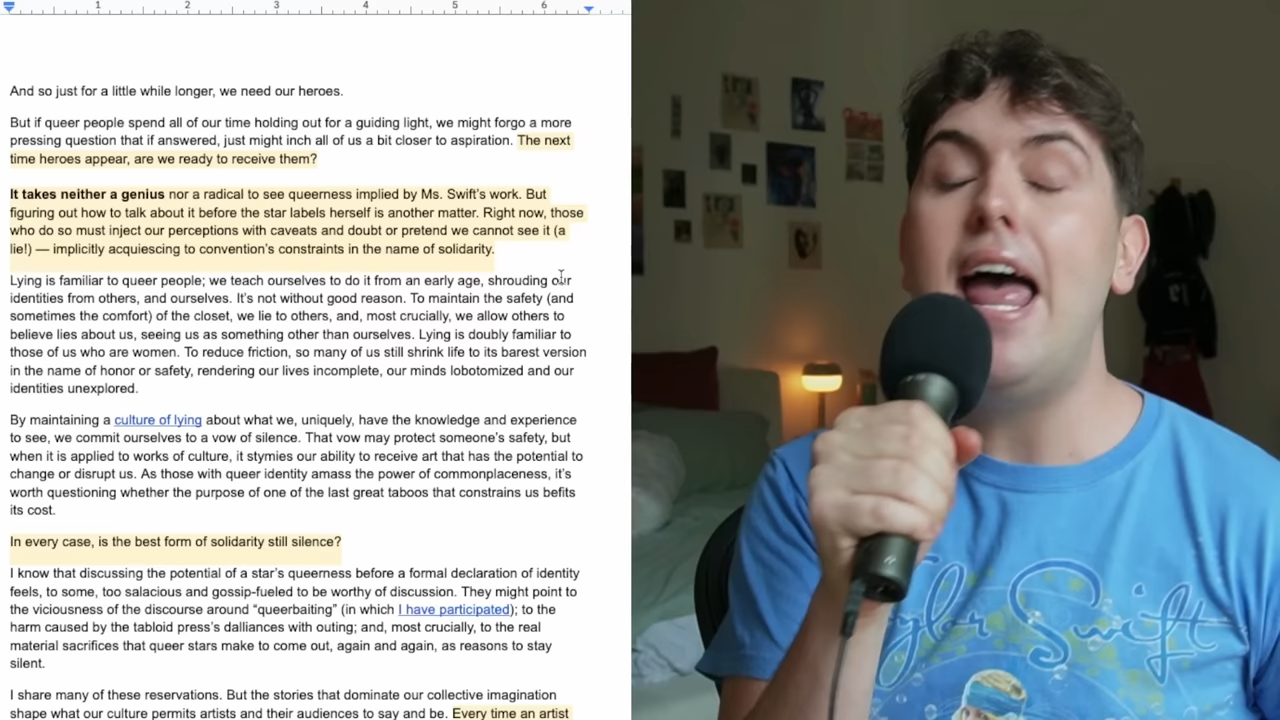 1 2 3 4 5 6
And so just for a little while longer, we need our heroes.
But if queer people spend all of our time holding out for a guiding light, we might forgo a more
pressing question that if answered, just might inch all of us a bit closer to aspiration. The next
time heroes appear, are we ready to receive them?
It takes neither a genius nor a radical to see queerness implied by Ms. Swift's work. But
figuring out how to talk about it before the star labels herself is another matter. Right now, those
who do so must inject our perceptions with caveats and doubt or pretend we cannot see it (a
lie!) — implicitly acquiescing to convention's constraints in the name of solidarity.
Lying is familiar to queer people; we teach ourselves to do it from an early age, shrouding our
identities from others, and ourselves. It's not without good reason. To maintain the safety (and
sometimes the comfort) of the closet, we lie to others, and, most crucially, we allow others to
believe lies about us, seeing us as something other than ourselves. Lying is doubly familiar to
those of us who are women. To reduce friction, so many of us still shrink life to its barest version
in the name of honor or safety, rendering our lives incomplete, our minds lobotomized and our
identities unexplored.
By maintaining a culture of lying about what we, uniquely, have the knowledge and experience
to see, we commit ourselves to a vow of silence. That vow may protect someone's safety, but
when it is applied to works of culture, it stymies our ability to receive art that has the potential to
change or disrupt us. As those with queer identity amass the power of commonplaceness, it's
worth questioning whether the purpose of one of the last great taboos that constrains us befits
its cost.
In every case, is the best form of solidarity still silence?
I know that discussing the potential of a star's queerness before a formal declaration of identity
feels, to some, too salacious and gossip-fueled to be worthy of discussion. They might point to
the viciousness of the discourse around “queerbaiting” (in which I have participated); to the
harm caused by the tabloid press's dalliances with outing; and, most crucially, to the real
material sacrifices that queer stars make to come out, again and again, as reasons to stay
silent.
I share many of these reservations. But the stories that dominate our collective imagination
shape what our culture permits artists and their audiences to say and be. Every time an artist
Taylor Swift